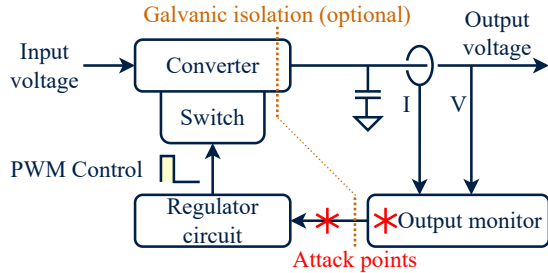 Galvanic isolation (optional)
Input
voltage
Converter
Output
voltage
Switch
I
V
PWM Control
Regulator
circuit
Output monitor
Attack points